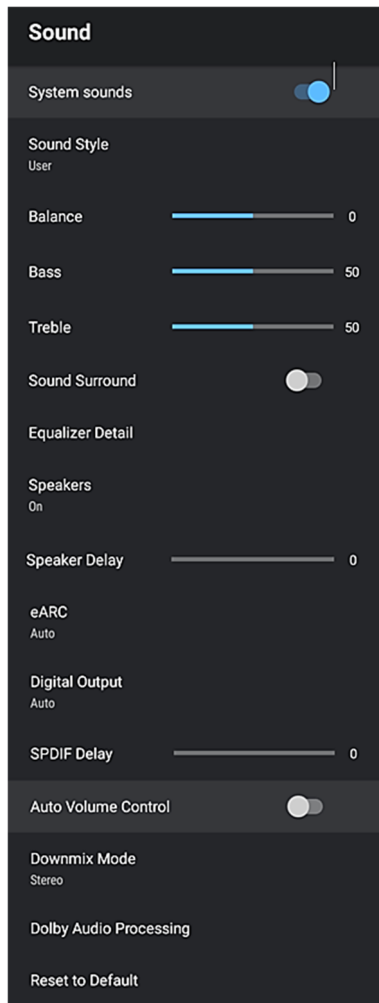 Sound
System sounds
Sound Style
User
Balance 0
Bass 50
Treble 50
Sound Surround
Equalizer Detail
Speakers
On
Speaker Delay 0
eARC
Auto
Digital Output
Auto
SPDIF Delay 0
Auto Volume Control
Downmix Mode
Stereo
Dolby Audio Processing
Reset to Default